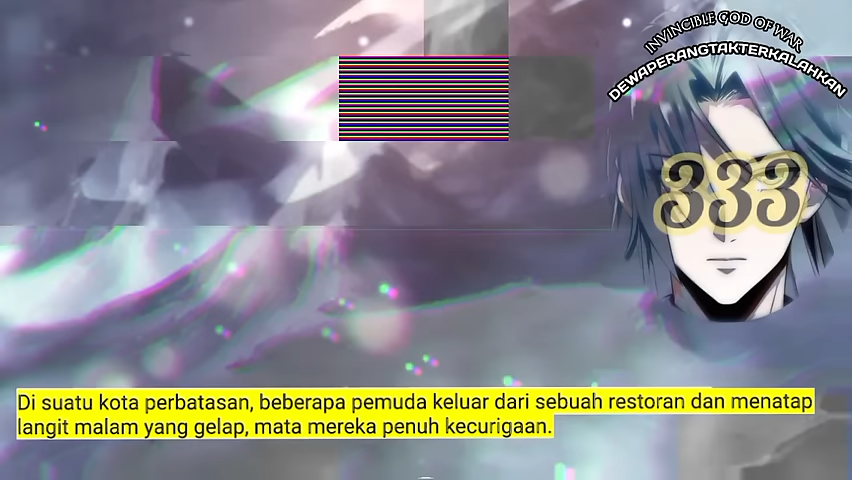 INVINCIBLE GOD OF WAR
DEWAPERANGTAKTERKALAHKAN
333
Di suatu kota perbatasan, beberapa pemuda keluar dari sebuah restoran dan menatap
langit malam yang gelap, mata mereka penuh kecurigaan.